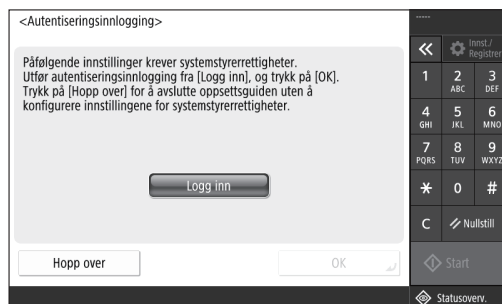 <Autentiseringsinnlogging>
Påfølgende innstillinger krever systemstyrerrettigheter.
Utfør autentiseringsinnlogging fra [Logg inn], og trykk på [OK].
Trykk på [Hopp over] for å avslutte oppsettsguiden uten å
konfigurere innstillingene for systemstyrerrettigheter.
Logg inn
Hopp over
OK
-----
Innst./
Registrer
1 2 3
ABC DEF
4 5 6
GHI JKL MNO
7 8 9
PQRS TUV WXYZ
* 0 #
C Nullstill
Start
Statusoverv.